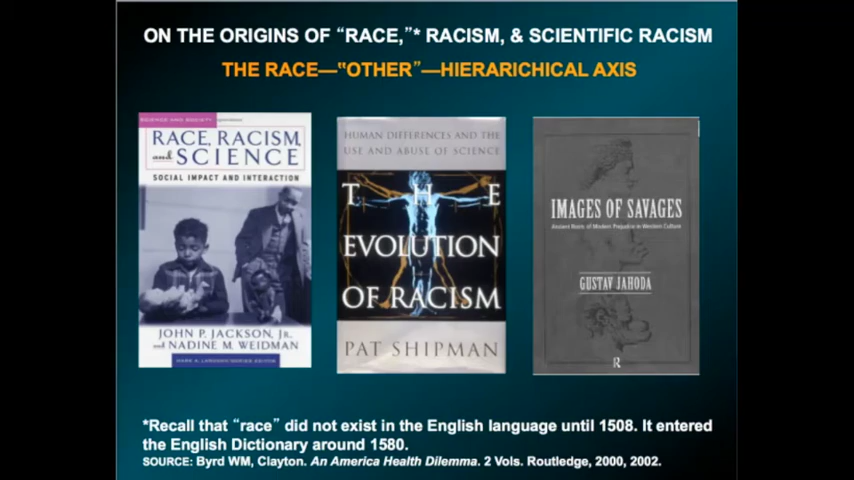 ON THE ORIGINS OF “RACE,”* RACISM, & SCIENTIFIC RACISM
THE RACE—“OTHER”—HIERARICHICAL AXIS
SCIENCE AND SOCIETY
RACE, RACISM,
and SCIENCE
SOCIAL IMPACT AND INTERACTION
JOHN P. JACKSON, JR.,
and NADINE M. WEIDMAN
HUMAN DIFFERENCES AND THE
USE AND ABUSE OF SCIENCE
THE
EVOLUTION
OF RACISM
PAT SHIPMAN
IMAGES OF SAVAGES
Ancient Roots of Modern Prejudice in Western Culture
GUSTAV JAHODA
R
*Recall that “race” did not exist in the English language until 1508. It entered
the English Dictionary around 1580.
SOURCE: Byrd WM, Clayton. An America Health Dilemma. 2 Vols. Routledge, 2000, 2002.